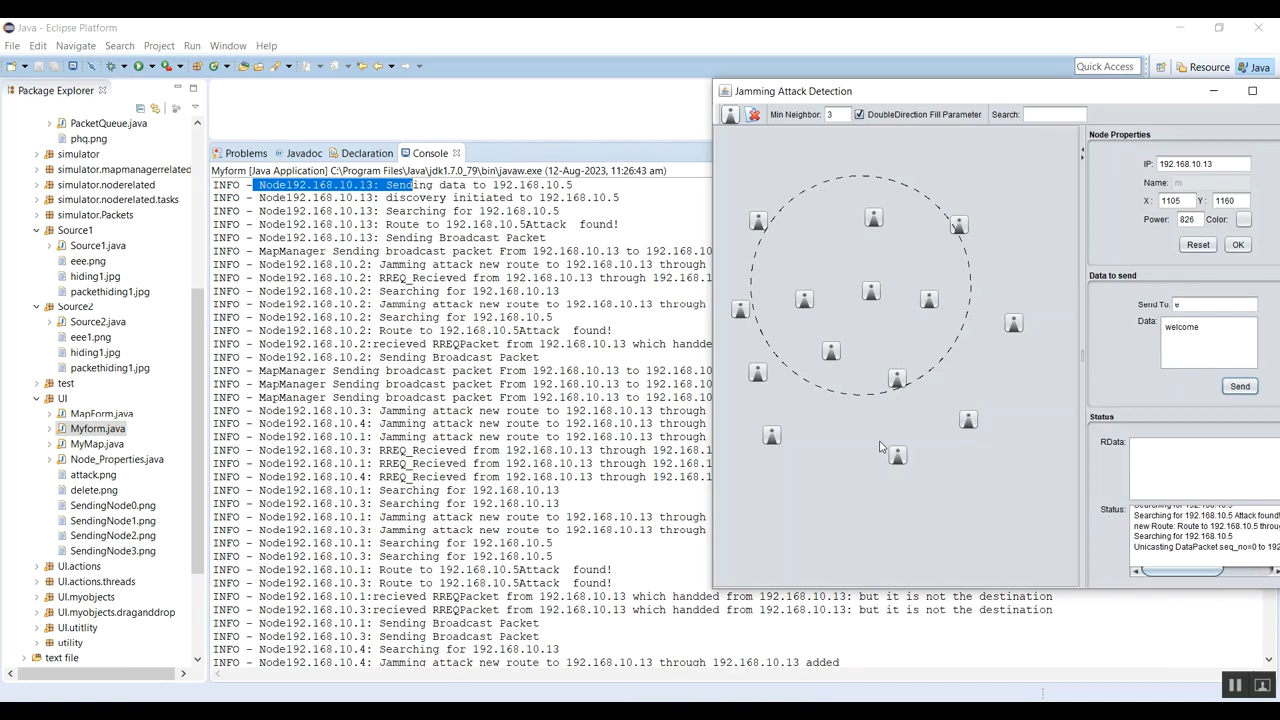 Java - Eclipse Platform
File Edit Navigate Search Project Run Window Help
Quick Access Resource Java
Package Explorer
PacketQueue.java
phq.png
simulator
simulator.mapmanagerrelated
simulator.noderelated
simulator.noderelated.tasks
simulator.Packets
Source1
Source1.java
eee.png
hiding1.jpg
packethiding1.jpg
Source2
Source2.java
eee1.png
hiding1.jpg
packethiding1.jpg
test
UI
MapForm.java
Myform.java
MyMap.java
Node_Properties.java
attack.png
delete.png
SendingNode0.png
SendingNode1.png
SendingNode2.png
SendingNode3.png
UI.actions
UI.actions.threads
UI.myobjects
UI.myobjects.draganddrop
UI.utitlity
utility
text file
Problems Javadoc Declaration Console
Myform [Java Application] C:\Program Files\Java\jdk1.7.0_79\bin\javaw.exe (12-Aug-2023, 11:26:43 am)
INFO - Node192.168.10.13: Sending data to 192.168.10.5
INFO - Node192.168.10.13: discovery initiated to 192.168.10.5
INFO - Node192.168.10.13: Searching for 192.168.10.5
INFO - Node192.168.10.13: Route to 192.168.10.5Attack found!
INFO - Node192.168.10.13: Sending Broadcast Packet
INFO - MapManager Sending broadcast packet From 192.168.10.13 to 192.168.10.
INFO - Node192.168.10.2: Jamming attack new route to 192.168.10.13 through
INFO - Node192.168.10.2: RREQ_Recieved from 192.168.10.13 through 192.168.1
INFO - Node192.168.10.2: Searching for 192.168.10.13
INFO - Node192.168.10.2: Jamming attack new route to 192.168.10.13 through
INFO - Node192.168.10.2: Searching for 192.168.10.5
INFO - Node192.168.10.2: Route to 192.168.10.5Attack found!
INFO - Node192.168.10.2:recieved RREQPacket from 192.168.10.13 which handded
INFO - Node192.168.10.2: Sending Broadcast Packet
INFO - MapManager Sending broadcast packet From 192.168.10.13 to 192.168.10.
INFO - MapManager Sending broadcast packet From 192.168.10.13 to 192.168.10.
INFO - MapManager Sending broadcast packet From 192.168.10.13 to 192.168.10.
INFO - Node192.168.10.3: Jamming attack new route to 192.168.10.13 through
INFO - Node192.168.10.4: Jamming attack new route to 192.168.10.13 through
INFO - Node192.168.10.1: Jamming attack new route to 192.168.10.13 through
INFO - Node192.168.10.3: RREQ_Recieved from 192.168.10.13 through 192.168.1
INFO - Node192.168.10.1: RREQ_Recieved from 192.168.10.13 through 192.168.1
INFO - Node192.168.10.4: RREQ_Recieved from 192.168.10.13 through 192.168.1
INFO - Node192.168.10.1: Searching for 192.168.10.13
INFO - Node192.168.10.3: Searching for 192.168.10.13
INFO - Node192.168.10.1: Jamming attack new route to 192.168.10.13 through
INFO - Node192.168.10.3: Jamming attack new route to 192.168.10.13 through
INFO - Node192.168.10.3: Searching for 192.168.10.5
INFO - Node192.168.10.1: Searching for 192.168.10.5
INFO - Node192.168.10.1: Route to 192.168.10.5Attack found!
INFO - Node192.168.10.3: Route to 192.168.10.5Attack found!
INFO - Node192.168.10.1:recieved RREQPacket from 192.168.10.13 which handded from 192.168.10.13: but it is not the destination
INFO - Node192.168.10.3:recieved RREQPacket from 192.168.10.13 which handded from 192.168.10.13: but it is not the destination
INFO - Node192.168.10.1: Sending Broadcast Packet
INFO - Node192.168.10.3: Sending Broadcast Packet
INFO - Node192.168.10.4: Searching for 192.168.10.13
INFO - Node192.168.10.4: Jamming attack new route to 192.168.10.13 through 192.168.10.13 added
Jamming Attack Detection
Min Neighbor: 3 DoubleDirection Fill Parameter Search:
Node Properties
IP: 192.168.10.13
Name: m
X: 1105 Y: 1160
Power: 826 Color:
Reset OK
Data to send
Send To: e
Data: welcome
Send
Status
RData:
Status:
Searching for 192.168.10.5
Searching for 192.168.10.5 Attack found!
new Route: Route to 192.168.10.5 throu
Searching for 192.168.10.5
Unicasting DataPacket seq_no=0 to 192